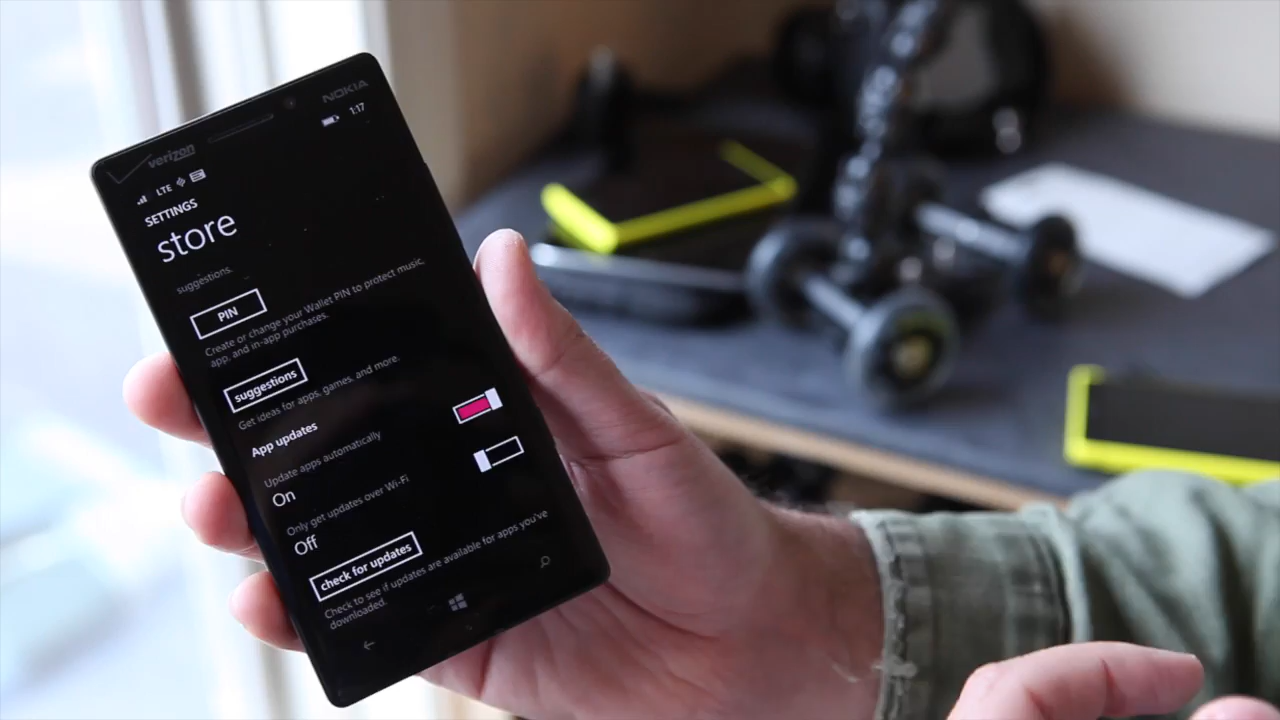 NOKIA
verizon
1:17
LTE
SETTINGS
store
suggestions.
PIN
Create or change your Wallet PIN to protect music,
app, and in-app purchases.
suggestions
Get ideas for apps, games, and more.
App updates
Update apps automatically
On
Only get updates over Wi-Fi
Off
check for updates
Check to see if updates are available for apps you've
downloaded.